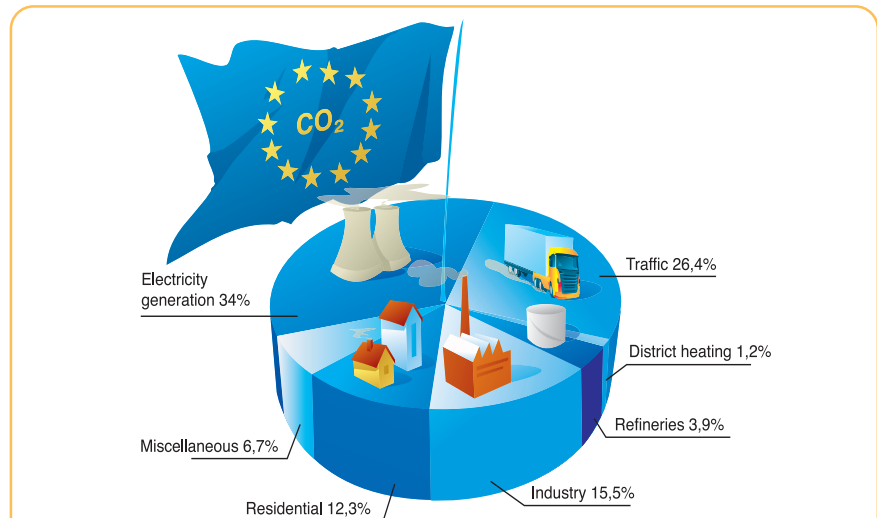 CO₂
Electricity
generation 34%
Traffic 26,4%
District heating 1,2%
Refineries 3,9%
Miscellaneous 6,7%
Industry 15,5%
Residential 12,3%